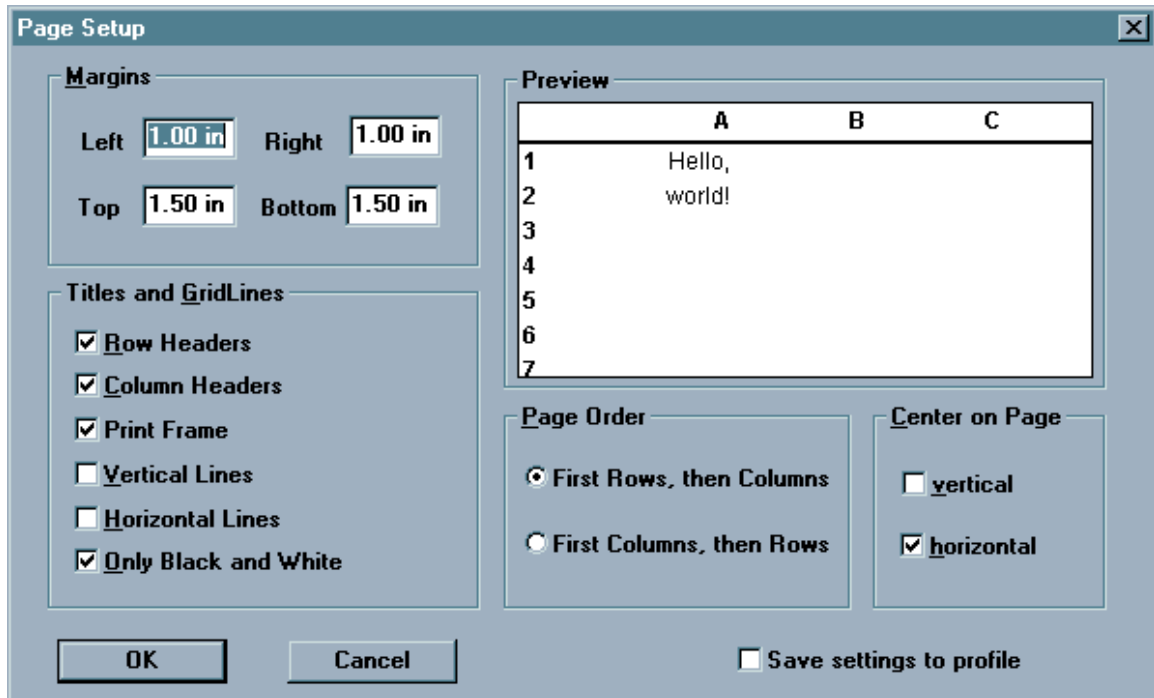 Page Setup
Margins
Left 1.00 in Right 1.00 in
Top 1.50 in Bottom 1.50 in
Titles and GridLines
Row Headers
Column Headers
Print Frame
Vertical Lines
Horizontal Lines
Only Black and White
Preview
A B C
1 Hello,
2 world!
3
4
5
6
7
Page Order
First Rows, then Columns
First Columns, then Rows
Center on Page
vertical
horizontal
OK
Cancel
Save settings to profile